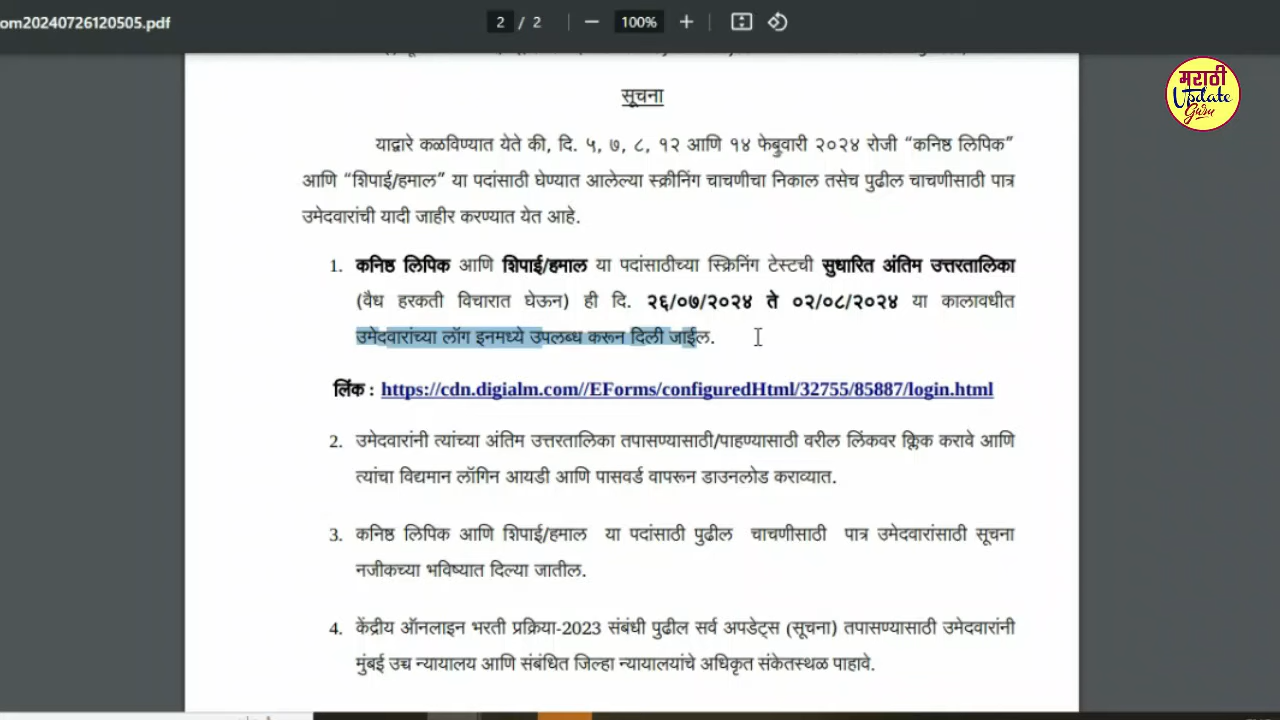 om20240726120505.pdf
2 / 2
100%
मराठी
Update
Guru
सूचना
याद्वारे कळविण्यात येते की, दि. ५, ७, ८, १२ आणि १४ फेब्रुवारी २०२४ रोजी “कनिष्ठ लिपिक”
आणि “शिपाई/हमाल” या पदांसाठी घेण्यात आलेल्या स्क्रीनिंग चाचणीचा निकाल तसेच पुढील चाचणीसाठी पात्र
उमेदवारांची यादी जाहीर करण्यात येत आहे.
1. कनिष्ठ लिपिक आणि शिपाई/हमाल या पदांसाठीच्या स्क्रिनिंग टेस्टची सुधारित अंतिम उत्तरतालिका
(वैध हरकती विचारात घेऊन) ही दि. २६/०७/२०२४ ते ०२/०८/२०२४ या कालावधीत
उमेदवारांच्या लॉग इनमध्ये उपलब्ध करून दिली जाईल.
लिंक : https://cdn.digialm.com//EForms/configuredHtml/32755/85887/login.html
2. उमेदवारांनी त्यांच्या अंतिम उत्तरतालिका तपासण्यासाठी/पाहण्यासाठी वरील लिंकवर क्लिक करावे आणि
त्यांचा विद्यमान लॉगिन आयडी आणि पासवर्ड वापरून डाउनलोड कराव्यात.
3. कनिष्ठ लिपिक आणि शिपाई/हमाल या पदांसाठी पुढील चाचणीसाठी पात्र उमेदवारांसाठी सूचना
नजीकच्या भविष्यात दिल्या जातील.
4. केंद्रीय ऑनलाइन भरती प्रक्रिया-2023 संबंधी पुढील सर्व अपडेट्स (सूचना) तपासण्यासाठी उमेदवारांनी
मुंबई उच्च न्यायालय आणि संबंधित जिल्हा न्यायालयांचे अधिकृत संकेतस्थळ पाहावे.